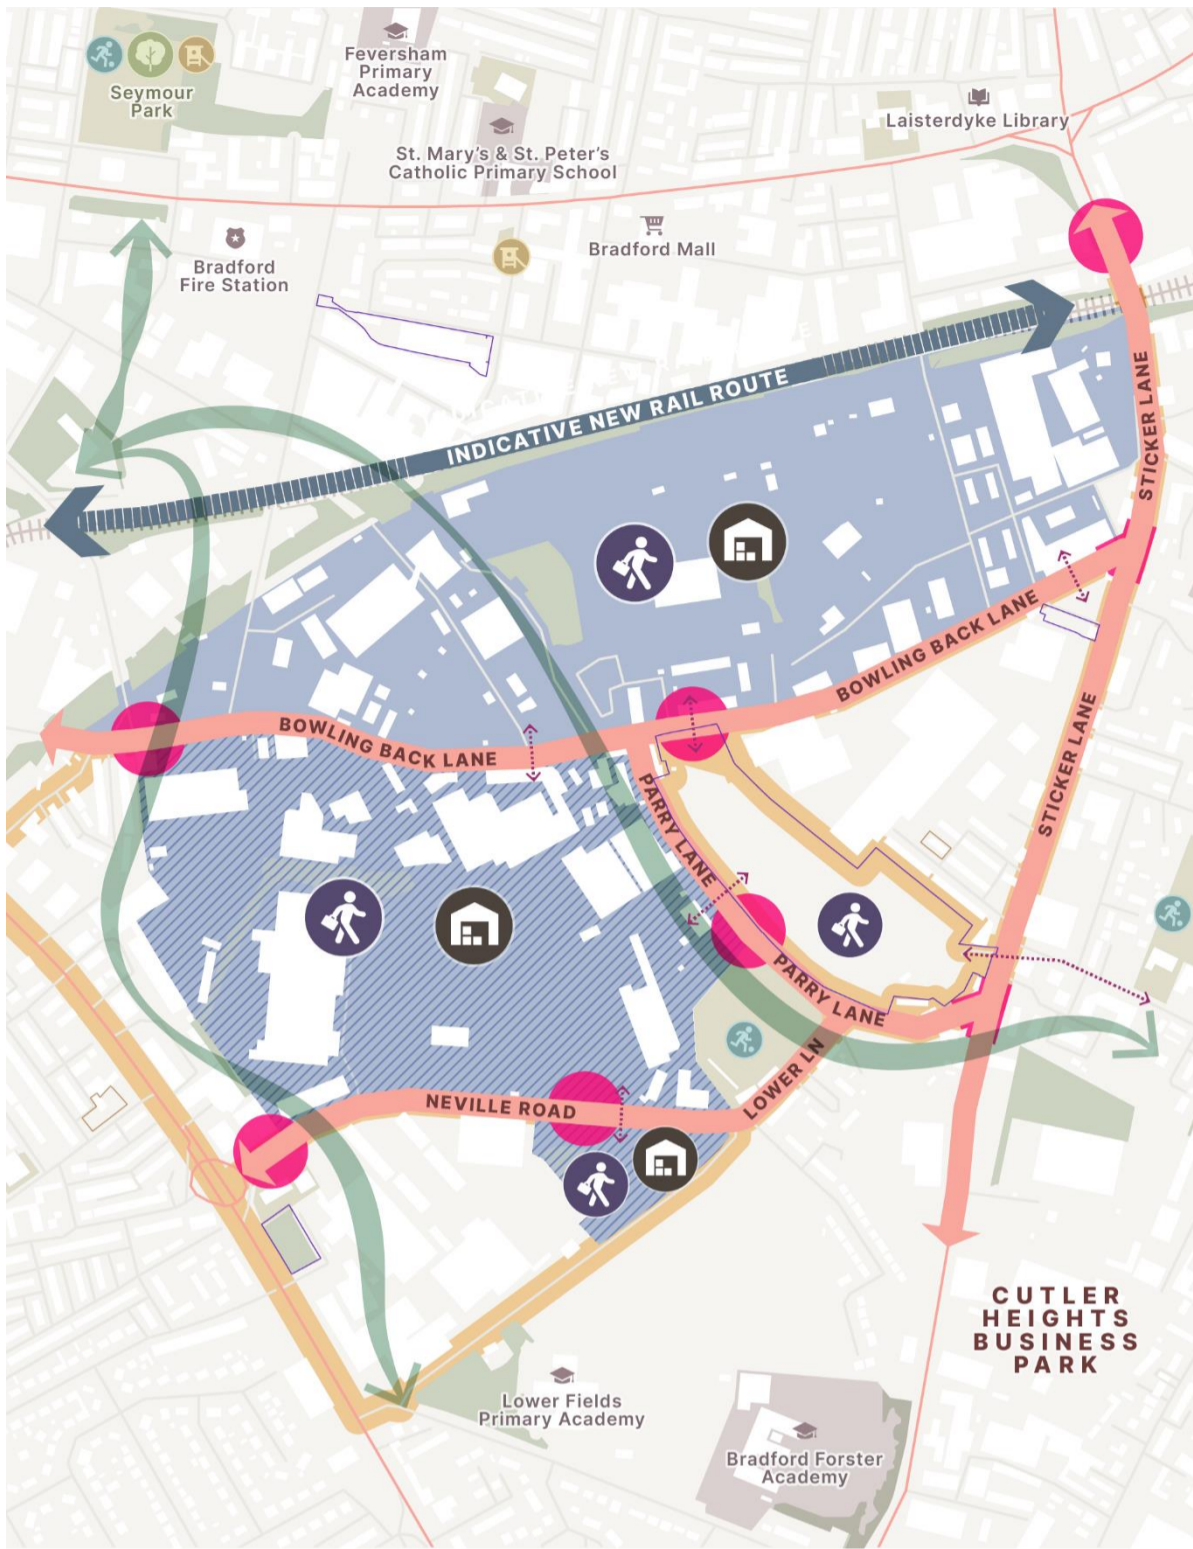 Feversham
Primary
Academy
Seymour
Park
Laisterdyke Library
St. Mary's & St. Peter's
Catholic Primary School
Bradford Mall
Bradford
Fire Station
INDICATIVE NEW RAIL ROUTE
STICKER LANE
BOWLING BACK LANE
BOWLING BACK LANE
STICKER LANE
PARRY LANE
PARRY LANE
LOWER LN
NEVILLE ROAD
CUTLER
HEIGHTS
BUSINESS
PARK
Lower Fields
Primary Academy
Bradford Forster
Academy